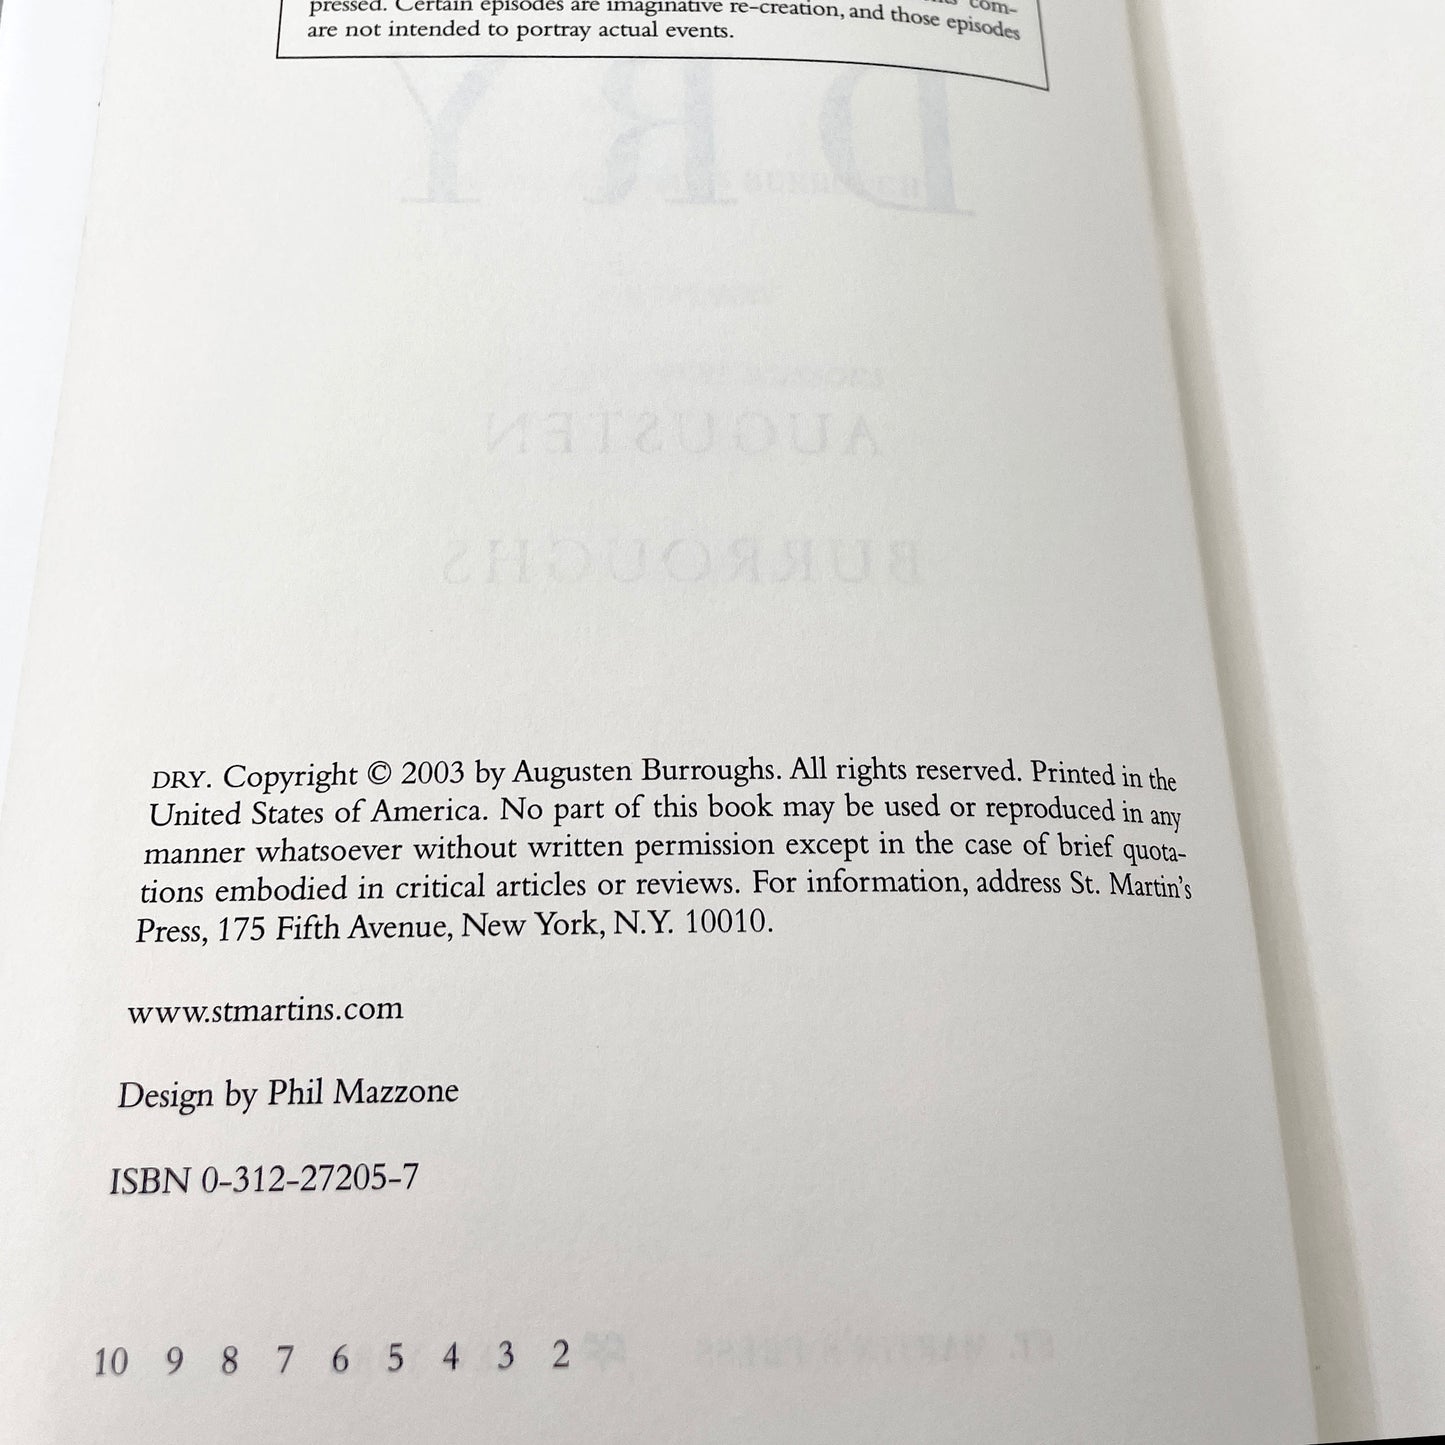 pressed. Certain episodes are imaginative re-creation, and those episodes
are not intended to portray actual events.
DRY
AUGUSTEN
BURROUGHS
DRY. Copyright © 2003 by Augusten Burroughs. All rights reserved. Printed in the
United States of America. No part of this book may be used or reproduced in any
manner whatsoever without written permission except in the case of brief quota-
tions embodied in critical articles or reviews. For information, address St. Martin's
Press, 175 Fifth Avenue, New York, N.Y. 10010.
www.stmartins.com
Design by Phil Mazzone
ISBN 0-312-27205-7
10 9 8 7 6 5 4 3 2